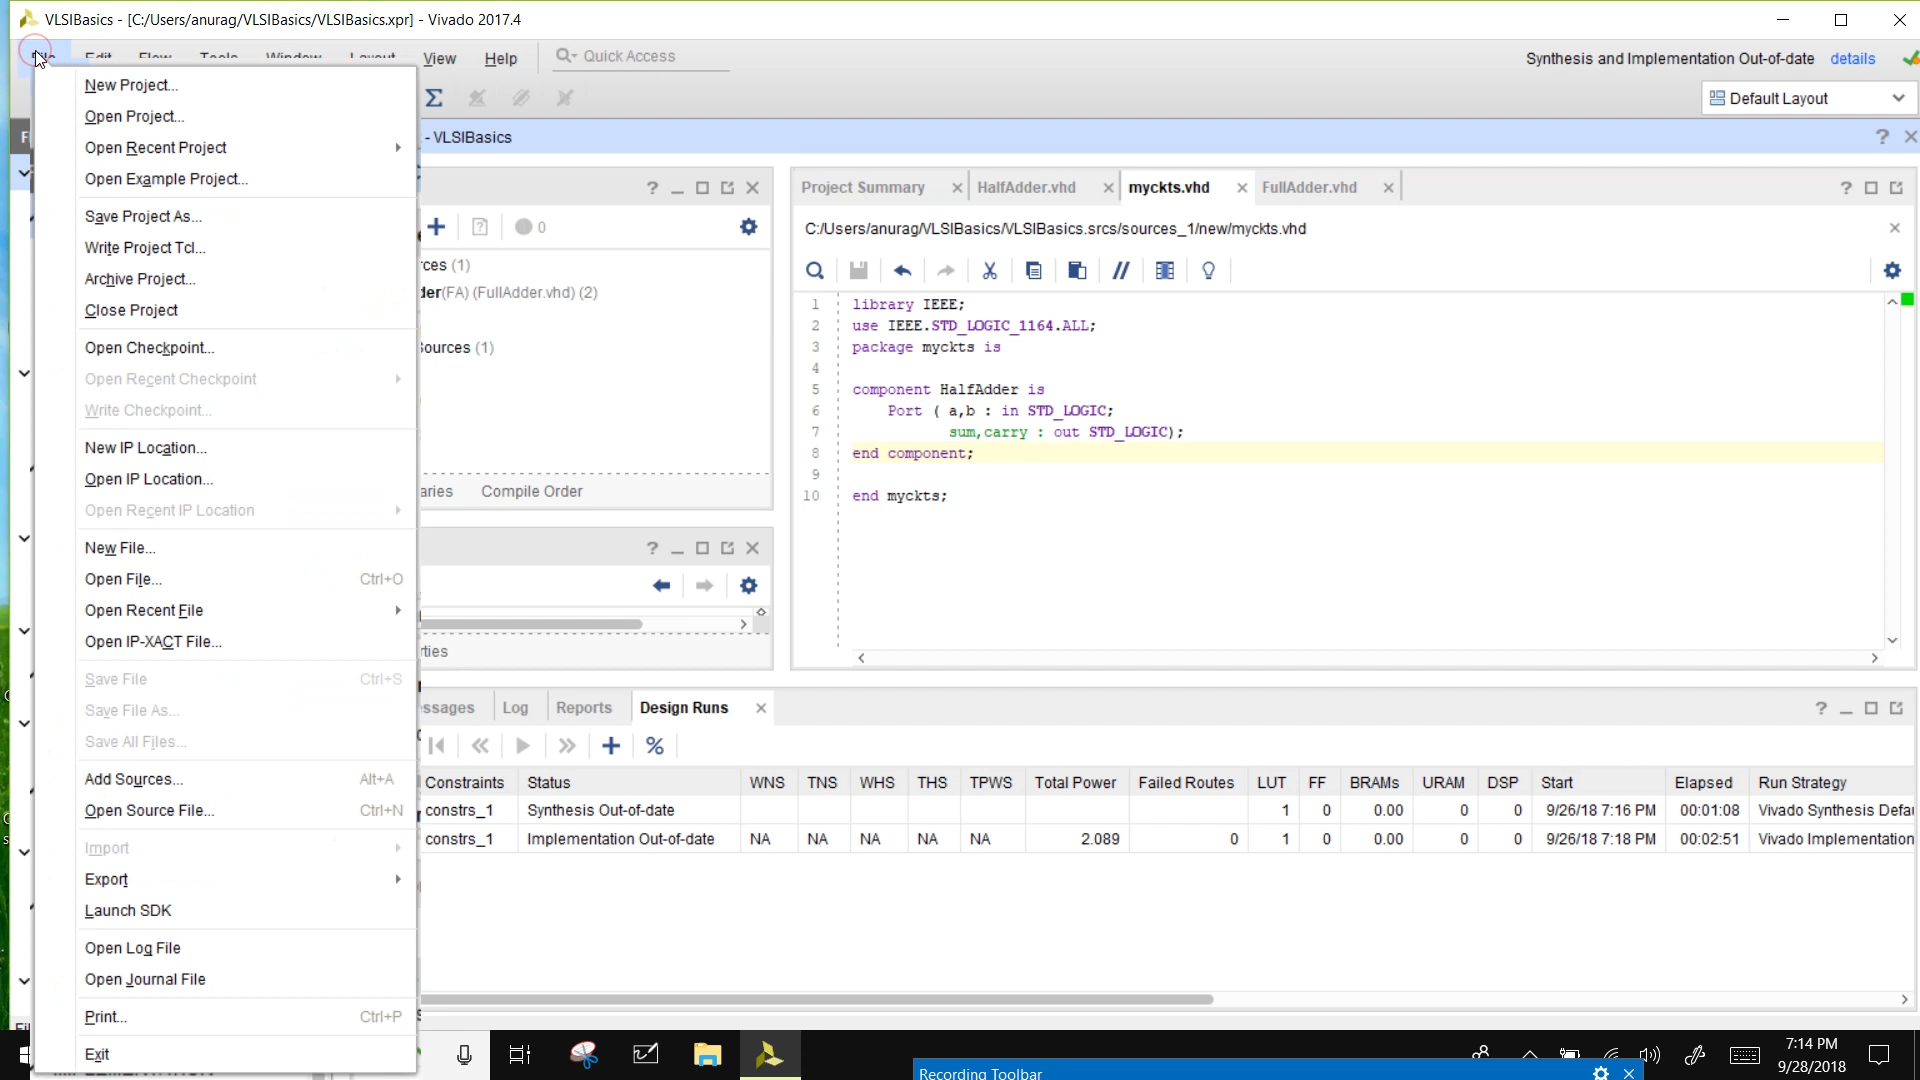 VLSIBasics - [C:/Users/anurag/VLSIBasics/VLSIBasics.xpr] - Vivado 2017.4
File Edit Flow Tools Window Layout View Help Quick Access
Synthesis and Implementation Out-of-date details
Default Layout
- VLSIBasics
New Project...
Open Project...
Open Recent Project
Open Example Project...
Save Project As...
Write Project Tcl...
Archive Project...
Close Project
Open Checkpoint...
Open Recent Checkpoint
Write Checkpoint...
New IP Location...
Open IP Location...
Open Recent IP Location
New File...
Open File... Ctrl+O
Open Recent File
Open IP-XACT File...
Save File Ctrl+S
Save File As...
Save All Files...
Add Sources... Alt+A
Open Source File... Ctrl+N
Import
Export
Launch SDK
Open Log File
Open Journal File
Print... Ctrl+P
Exit
0
rces (1)
der(FA) (FullAdder.vhd) (2)
Sources (1)
aries Compile Order
rties
Project Summary HalfAdder.vhd myckts.vhd FullAdder.vhd
C:/Users/anurag/VLSIBasics/VLSIBasics.srcs/sources_1/new/myckts.vhd
1 library IEEE;
2 use IEEE.STD_LOGIC_1164.ALL;
3 package myckts is
4
5 component HalfAdder is
6 Port ( a,b : in STD_LOGIC;
7 sum,carry : out STD_LOGIC);
8 end component;
9
10 end myckts;
ssages Log Reports Design Runs
Constraints Status WNS TNS WHS THS TPWS Total Power Failed Routes LUT FF BRAMs URAM DSP Start Elapsed Run Strategy
constrs_1 Synthesis Out-of-date 1 0 0.00 0 0 9/26/18 7:16 PM 00:01:08 Vivado Synthesis Defau
constrs_1 Implementation Out-of-date NA NA NA NA NA 2.089 0 1 0 0.00 0 0 9/26/18 7:18 PM 00:02:51 Vivado Implementation
Recording Toolbar
7:14 PM
9/28/2018